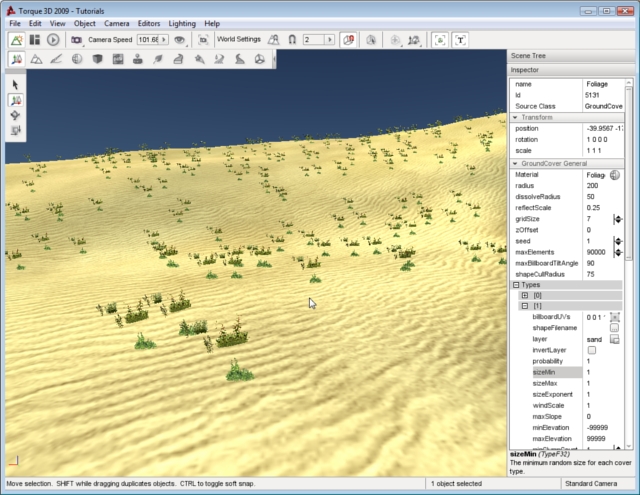 Torque 3D 2009 - Tutorials
File Edit View Object Camera Editors Lighting Help
Camera Speed 101.68 World Settings 2
Scene Tree
Inspector
name Foliage
Id 5131
Source Class GroundCove
Transform
position -39.9567 -1
rotation 1 0 0 0
scale 1 1 1
GroundCover General
Material Foliag
radius 200
dissolveRadius 50
reflectScale 0.25
gridSize 7
zOffset 0
seed 1
maxElements 90000
maxBillboardTiltAngle 90
shapeCullRadius 75
Types
[0]
[1]
billboardUVs 0 0 1
shapeFilename
layer sand
invertLayer
probability 1
sizeMin 1
sizeMax 1
sizeExponent 1
windScale 1
maxSlope 0
minElevation -99999
maxElevation 99999
sizeMin (TypeF32)
The minimum random size for each cover
type.
Move selection. SHIFT while dragging duplicates objects. CTRL to toggle soft snap. 1 object selected Standard Camera